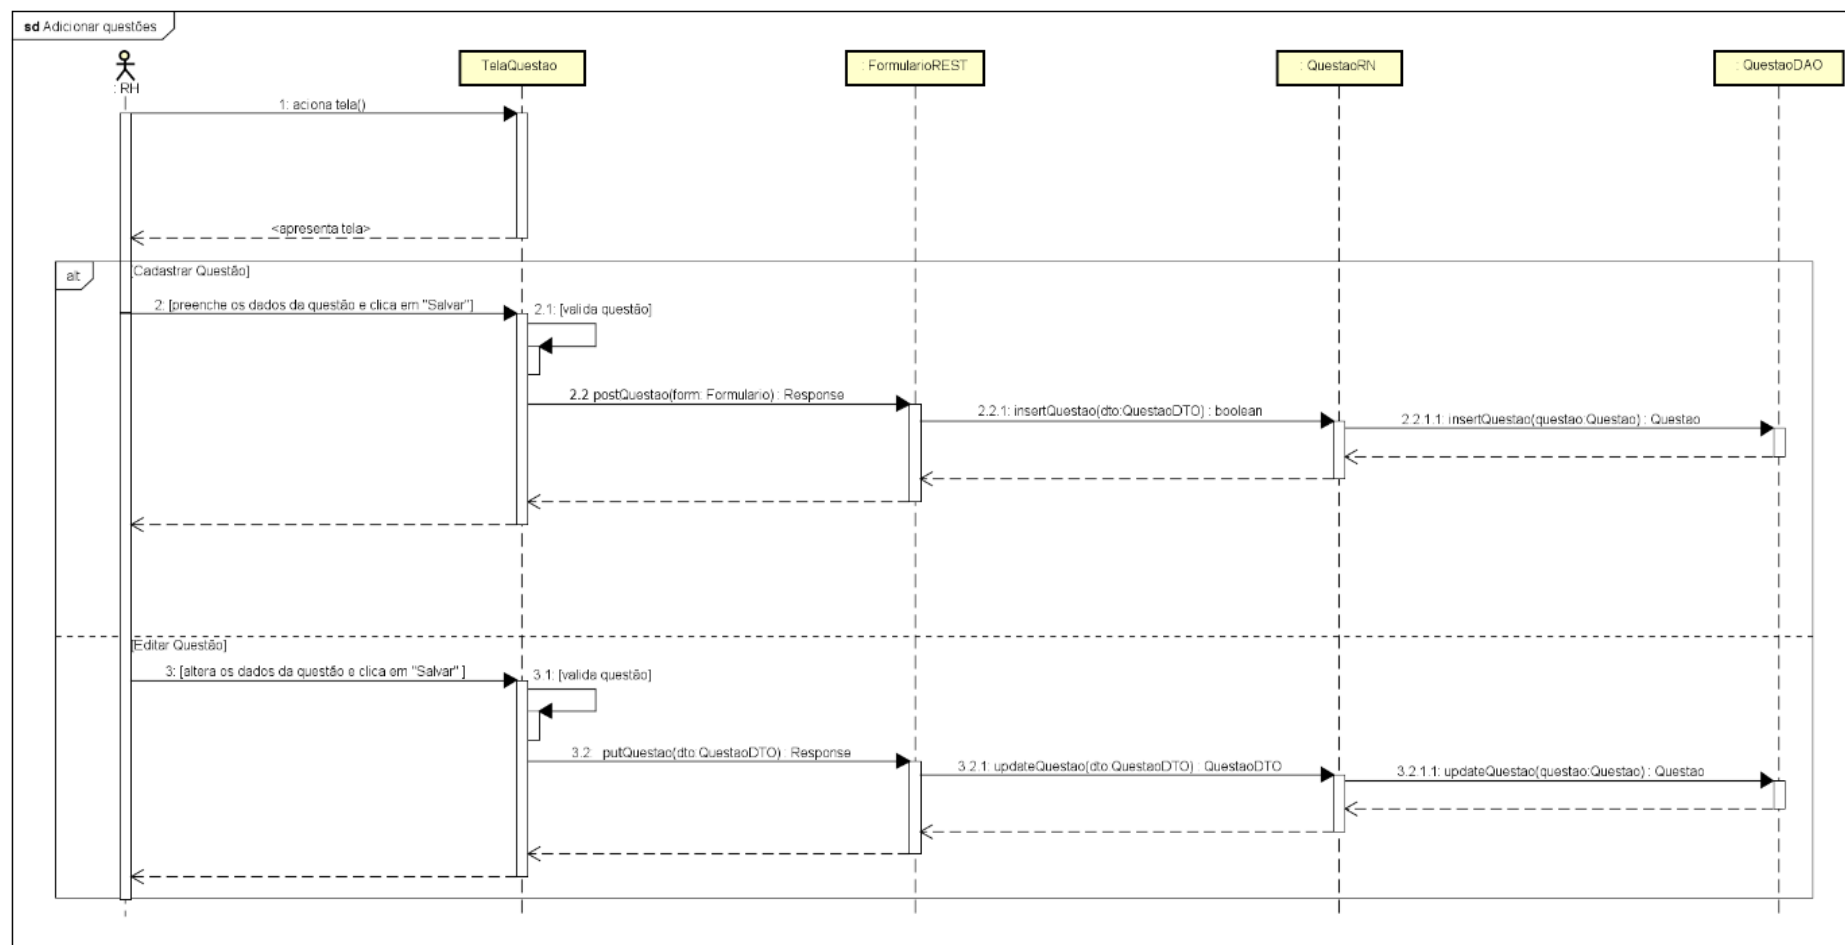 sd Adicionar questões
: RH
TelaQuestao
: FormularioREST
: QuestaoRN
: QuestaoDAO
1: aciona tela()
<apresenta tela>
alt
[Cadastrar Questão]
2: [preenche os dados da questão e clica em "Salvar"]
2.1: [valida questão]
2.2 postQuestao(form: Formulario) : Response
2.2.1: insertQuestao(dto:QuestaoDTO) : boolean
2.2.1.1: insertQuestao(questao:Questao) : Questao
[Editar Questão]
3: [altera os dados da questão e clica em "Salvar" ]
3.1: [valida questão]
3.2: putQuestao(dto:QuestaoDTO) : Response
3.2.1: updateQuestao(dto:QuestaoDTO) : QuestaoDTO
3.2.1.1: updateQuestao(questao:Questao) : Questao